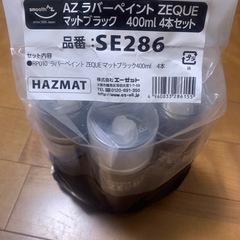 AZ ラバーペイント ZEQUE
マットブラック 400ml 4本セット
品番: SE286
セット内容
RP010 ラバーペイント ZEQUE マットブラック400ml 4本
HAZMAT
株式会社 エーゼット
4960833286155